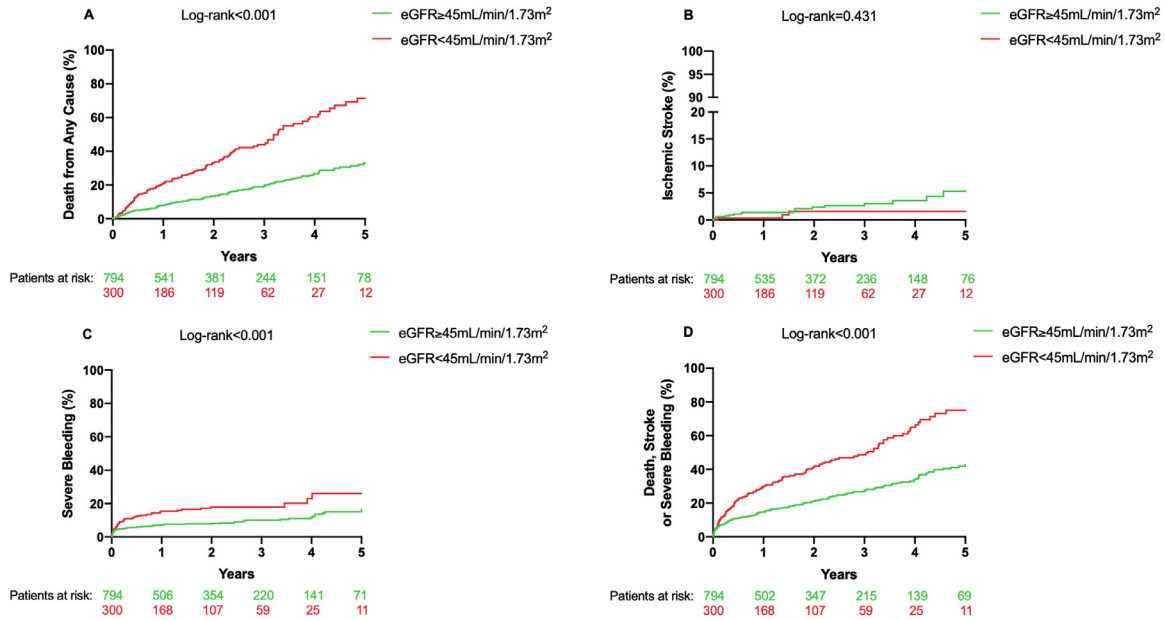 A
Log-rank<0.001
eGFR≥45mL/min/1.73m²
eGFR<45mL/min/1.73m²
Death from Any Cause (%)
100
80
60
40
20
0
0 1 2 3 4 5
Years
Patients at risk: 794 541 381 244 151 78
300 186 119 62 27 12
B
Log-rank=0.431
eGFR≥45mL/min/1.73m²
eGFR<45mL/min/1.73m²
Ischemic Stroke (%)
100
95
90
20
15
10
5
0
0 1 2 3 4 5
Years
Patients at risk: 794 535 372 236 148 76
300 186 119 62 27 12
C
Log-rank<0.001
eGFR≥45mL/min/1.73m²
eGFR<45mL/min/1.73m²
Severe Bleeding (%)
100
80
60
40
20
0
0 1 2 3 4 5
Years
Patients at risk: 794 506 354 220 141 71
300 168 107 59 25 11
D
Log-rank<0.001
eGFR≥45mL/min/1.73m²
eGFR<45mL/min/1.73m²
Death, Stroke
or Severe Bleeding (%)
100
80
60
40
20
0
0 1 2 3 4 5
Years
Patients at risk: 794 502 347 215 139 69
300 168 107 59 25 11